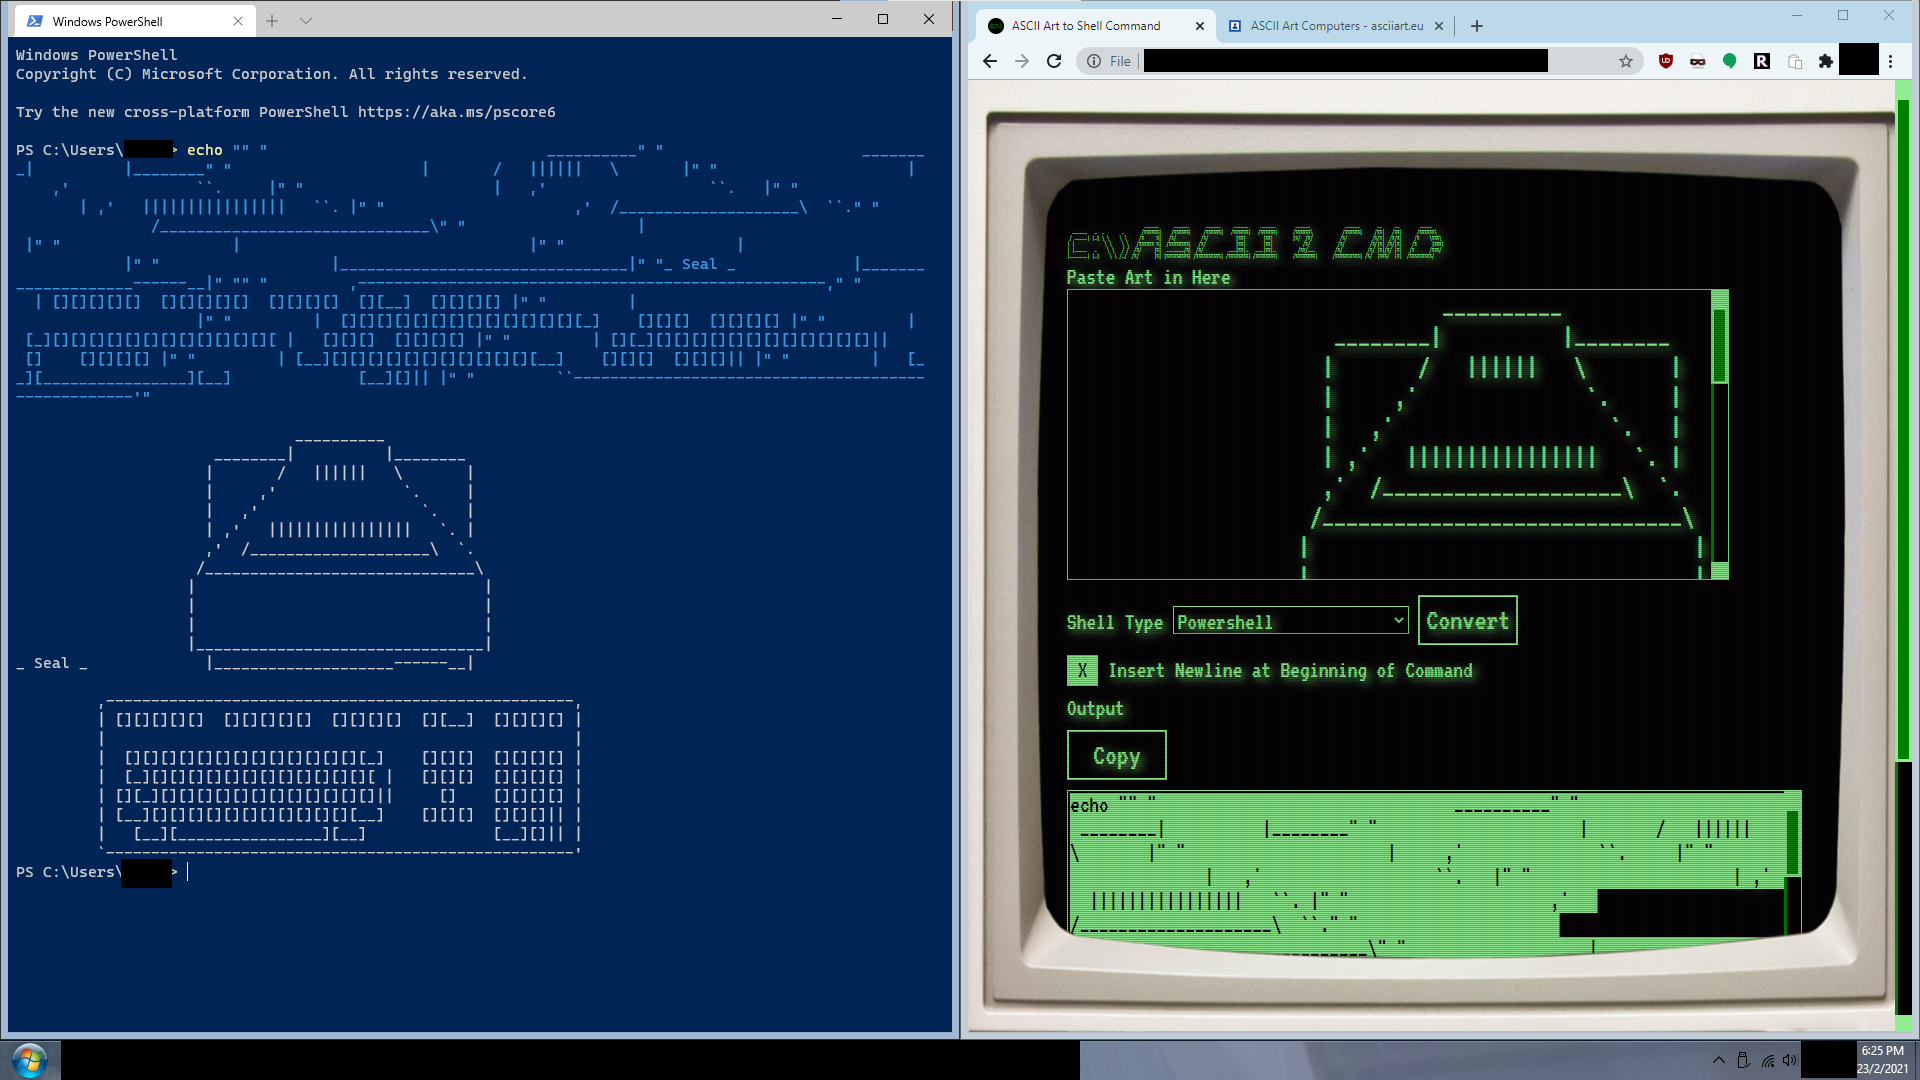 Windows PowerShell
Windows PowerShell
Copyright (C) Microsoft Corporation. All rights reserved.
Try the new cross-platform PowerShell https://aka.ms/pscore6
PS C:\Users\ > echo "" "
_ Seal _
_ Seal _
PS C:\Users\ >
ASCII Art to Shell Command
ASCII Art Computers - asciiart.eu
File
C:\\>ASCII 2 CMD
Paste Art in Here
Shell Type Powershell Convert
X Insert Newline at Beginning of Command
Output
Copy
echo "" "
6:25 PM
23/2/2021